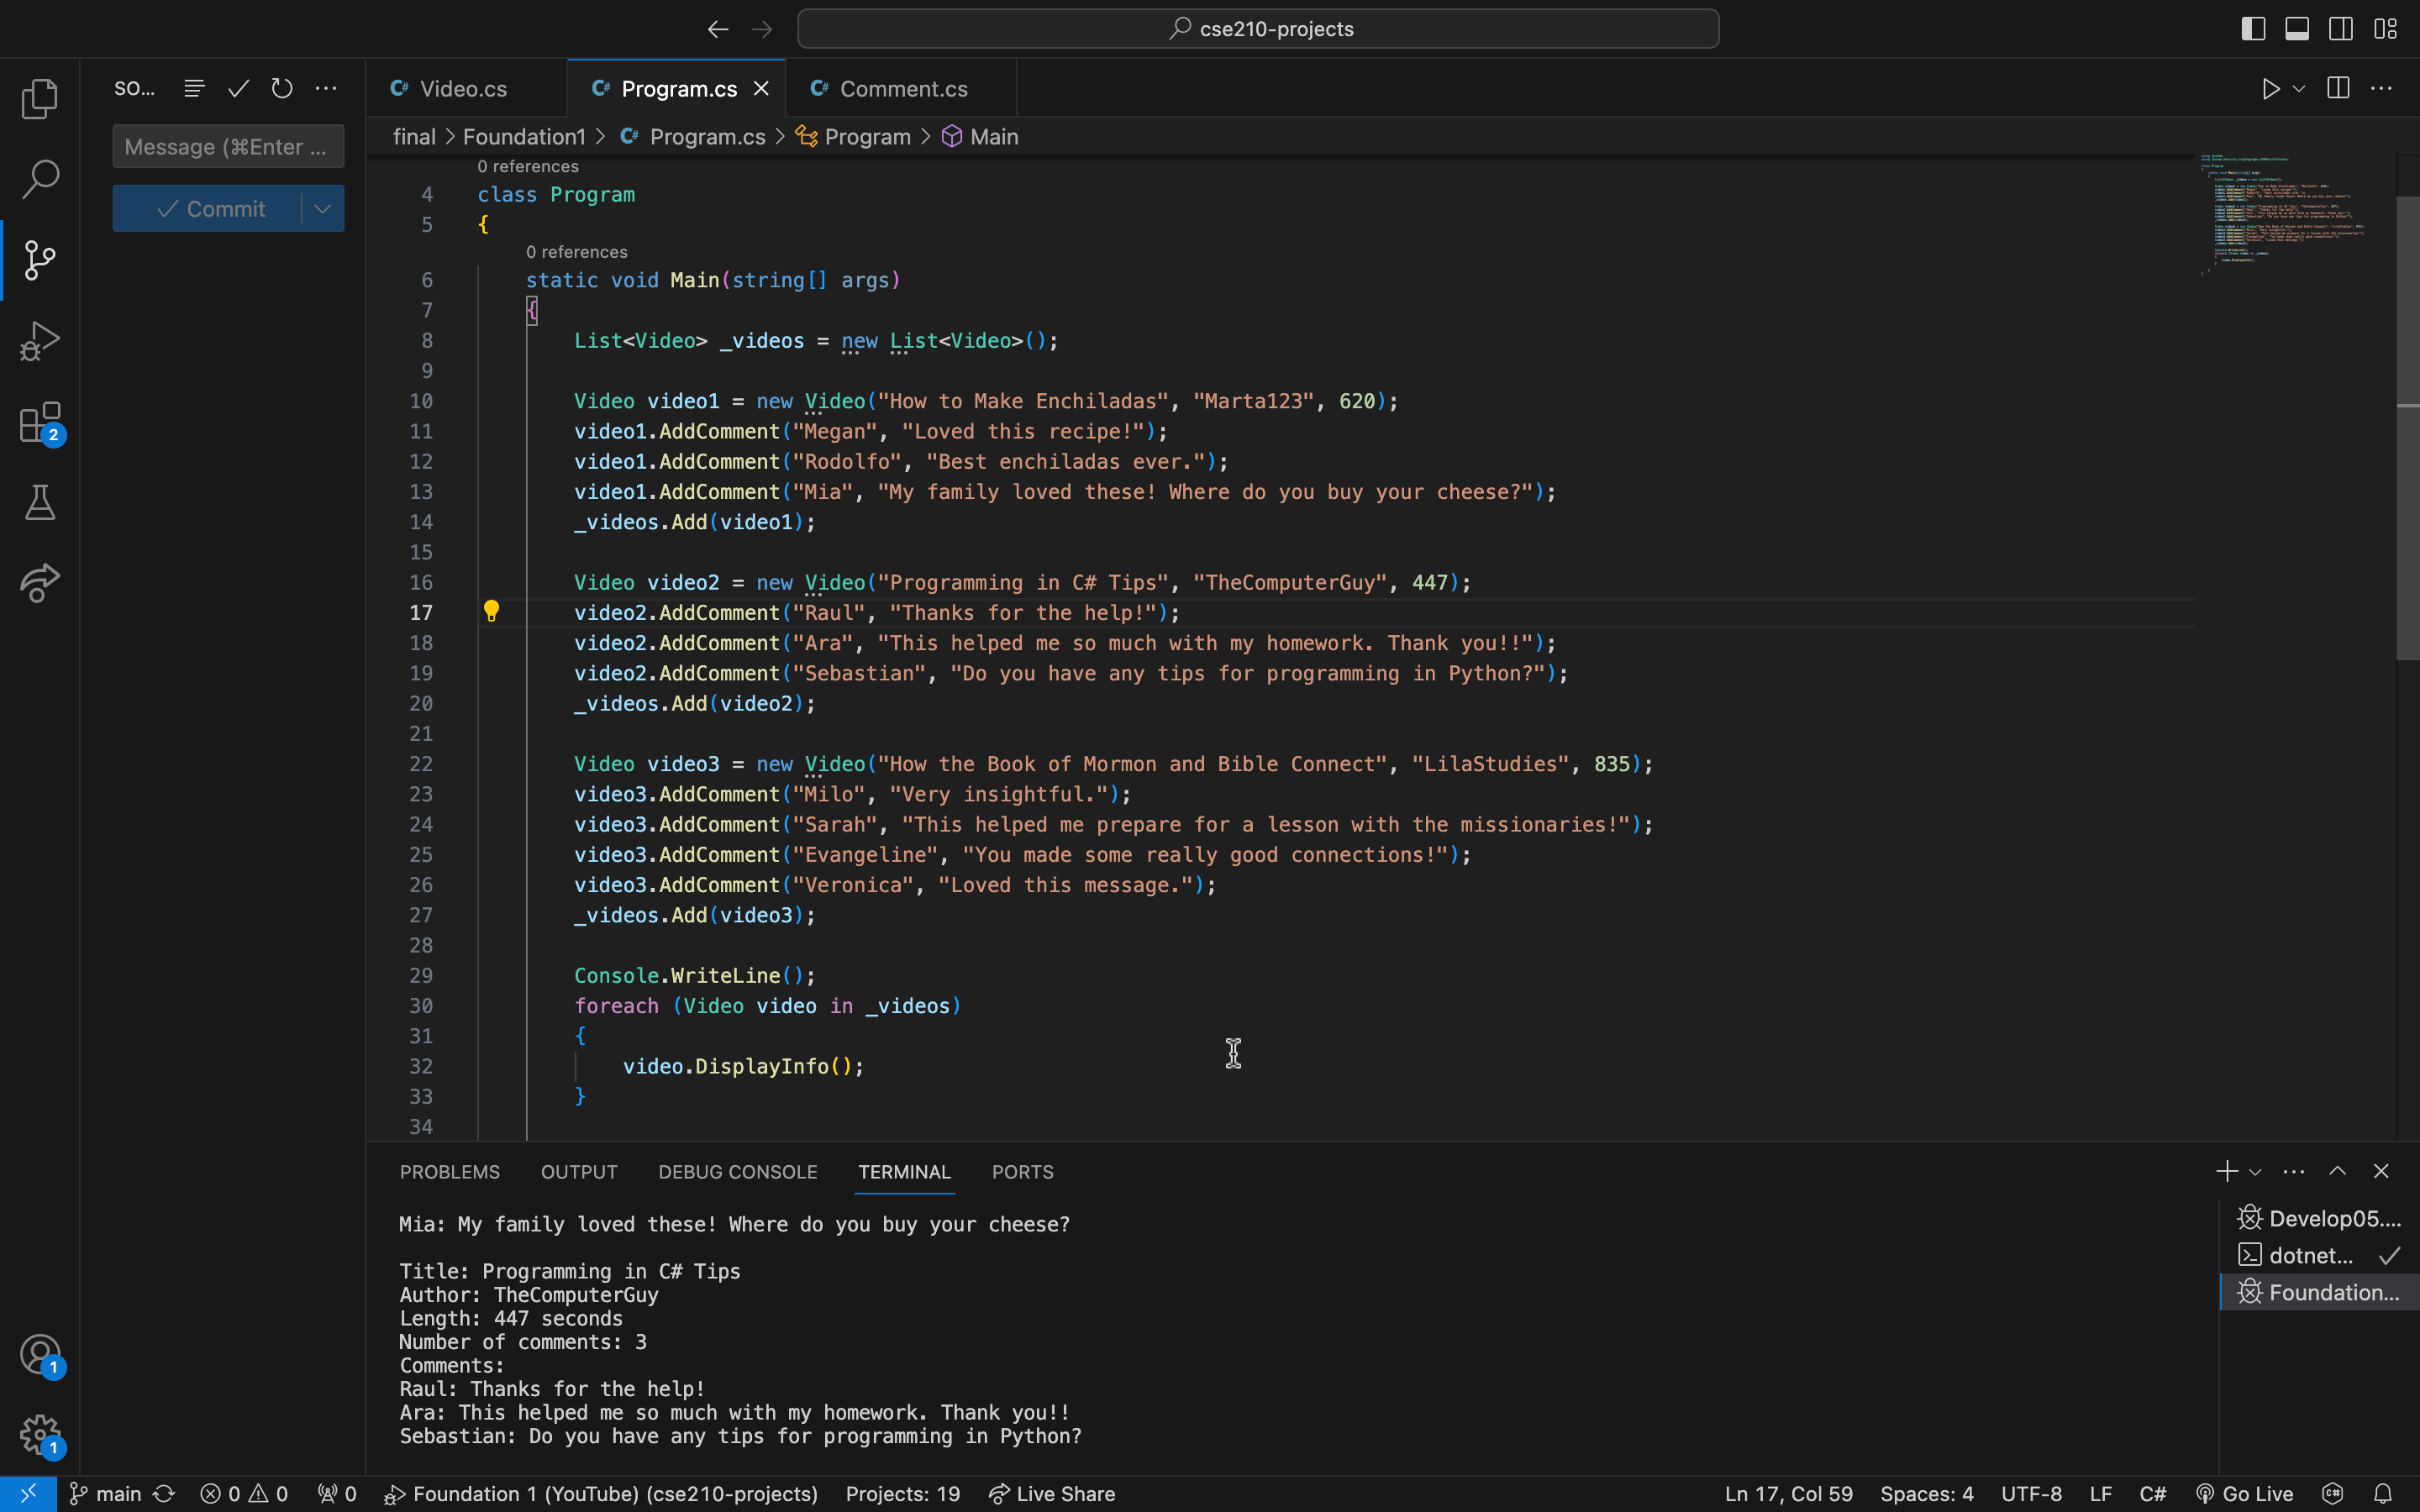 cse210-projects
SO...
Message (⌘Enter ...
Commit
Video.cs
Program.cs
Comment.cs
final > Foundation1 > Program.cs > Program > Main
0 references
4 class Program
5 {
0 references
6 static void Main(string[] args)
7 {
8 List<Video> _videos = new List<Video>();
9
10 Video video1 = new Video("How to Make Enchiladas", "Marta123", 620);
11 video1.AddComment("Megan", "Loved this recipe!");
12 video1.AddComment("Rodolfo", "Best enchiladas ever.");
13 video1.AddComment("Mia", "My family loved these! Where do you buy your cheese?");
14 _videos.Add(video1);
15
16 Video video2 = new Video("Programming in C# Tips", "TheComputerGuy", 447);
17 video2.AddComment("Raul", "Thanks for the help!");
18 video2.AddComment("Ara", "This helped me so much with my homework. Thank you!!");
19 video2.AddComment("Sebastian", "Do you have any tips for programming in Python?");
20 _videos.Add(video2);
21
22 Video video3 = new Video("How the Book of Mormon and Bible Connect", "LilaStudies", 835);
23 video3.AddComment("Milo", "Very insightful.");
24 video3.AddComment("Sarah", "This helped me prepare for a lesson with the missionaries!");
25 video3.AddComment("Evangeline", "You made some really good connections!");
26 video3.AddComment("Veronica", "Loved this message.");
27 _videos.Add(video3);
28
29 Console.WriteLine();
30 foreach (Video video in _videos)
31 {
32 video.DisplayInfo();
33 }
34
2
1
1
PROBLEMS OUTPUT DEBUG CONSOLE TERMINAL PORTS
Mia: My family loved these! Where do you buy your cheese?
Title: Programming in C# Tips
Author: TheComputerGuy
Length: 447 seconds
Number of comments: 3
Comments:
Raul: Thanks for the help!
Ara: This helped me so much with my homework. Thank you!!
Sebastian: Do you have any tips for programming in Python?
Develop05....
dotnet...
Foundation...
main 0 0 0 Foundation 1 (YouTube) (cse210-projects) Projects: 19 Live Share Ln 17, Col 59 Spaces: 4 UTF-8 LF C# Go Live